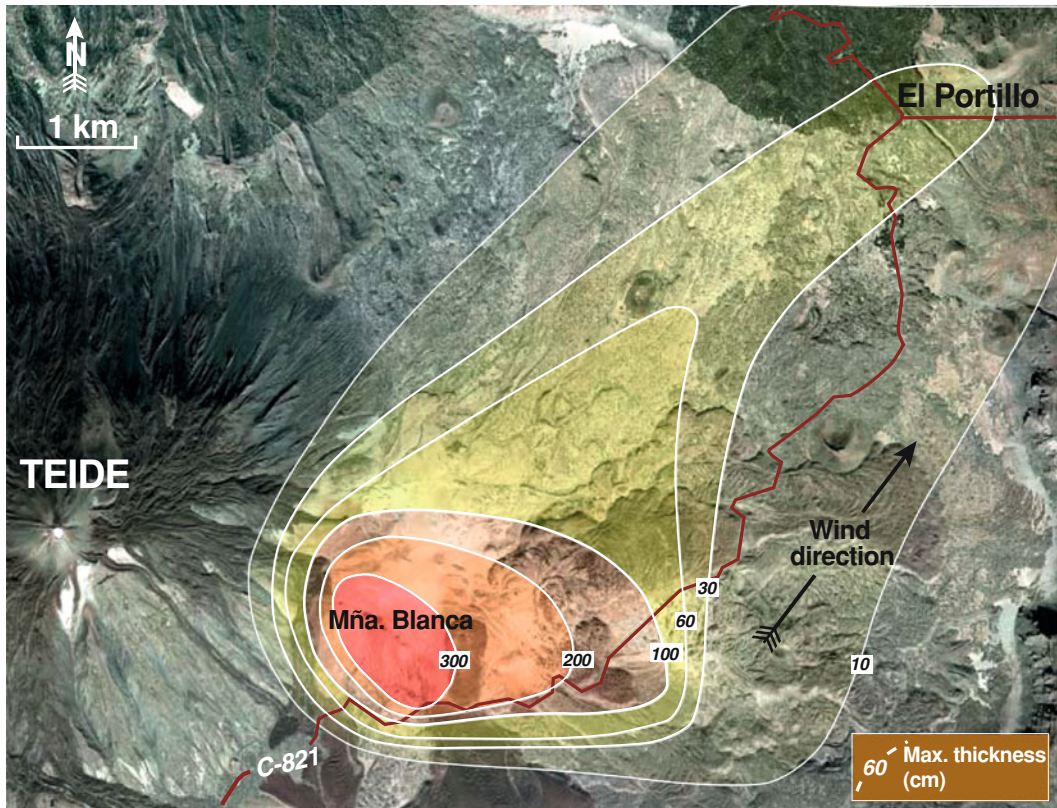 N
1 km
El Portillo
TEIDE
Wind
direction
Mña. Blanca
30
60
100
200
300
10
C-821
60
Max. thickness
(cm)